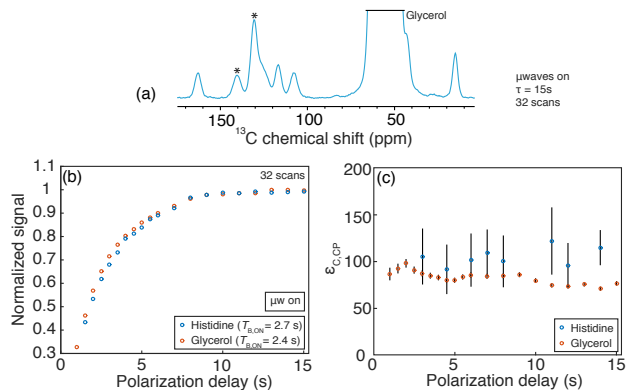 *
*
Glycerol
(a)
µwaves on
τ = 15s
32 scans
150
100
50
¹³C chemical shift (ppm)
(b)
32 scans
1.1
1
0.9
0.8
0.7
0.6
0.5
0.4
0.3
Normalized signal
µw on
Histidine (T_B,ON = 2.7 s)
Glycerol (T_B,ON = 2.4 s)
0
5
10
15
Polarization delay (s)
(c)
200
150
100
50
0
ε_C,CP
Histidine
Glycerol
0
5
10
15
Polarization delay (s)